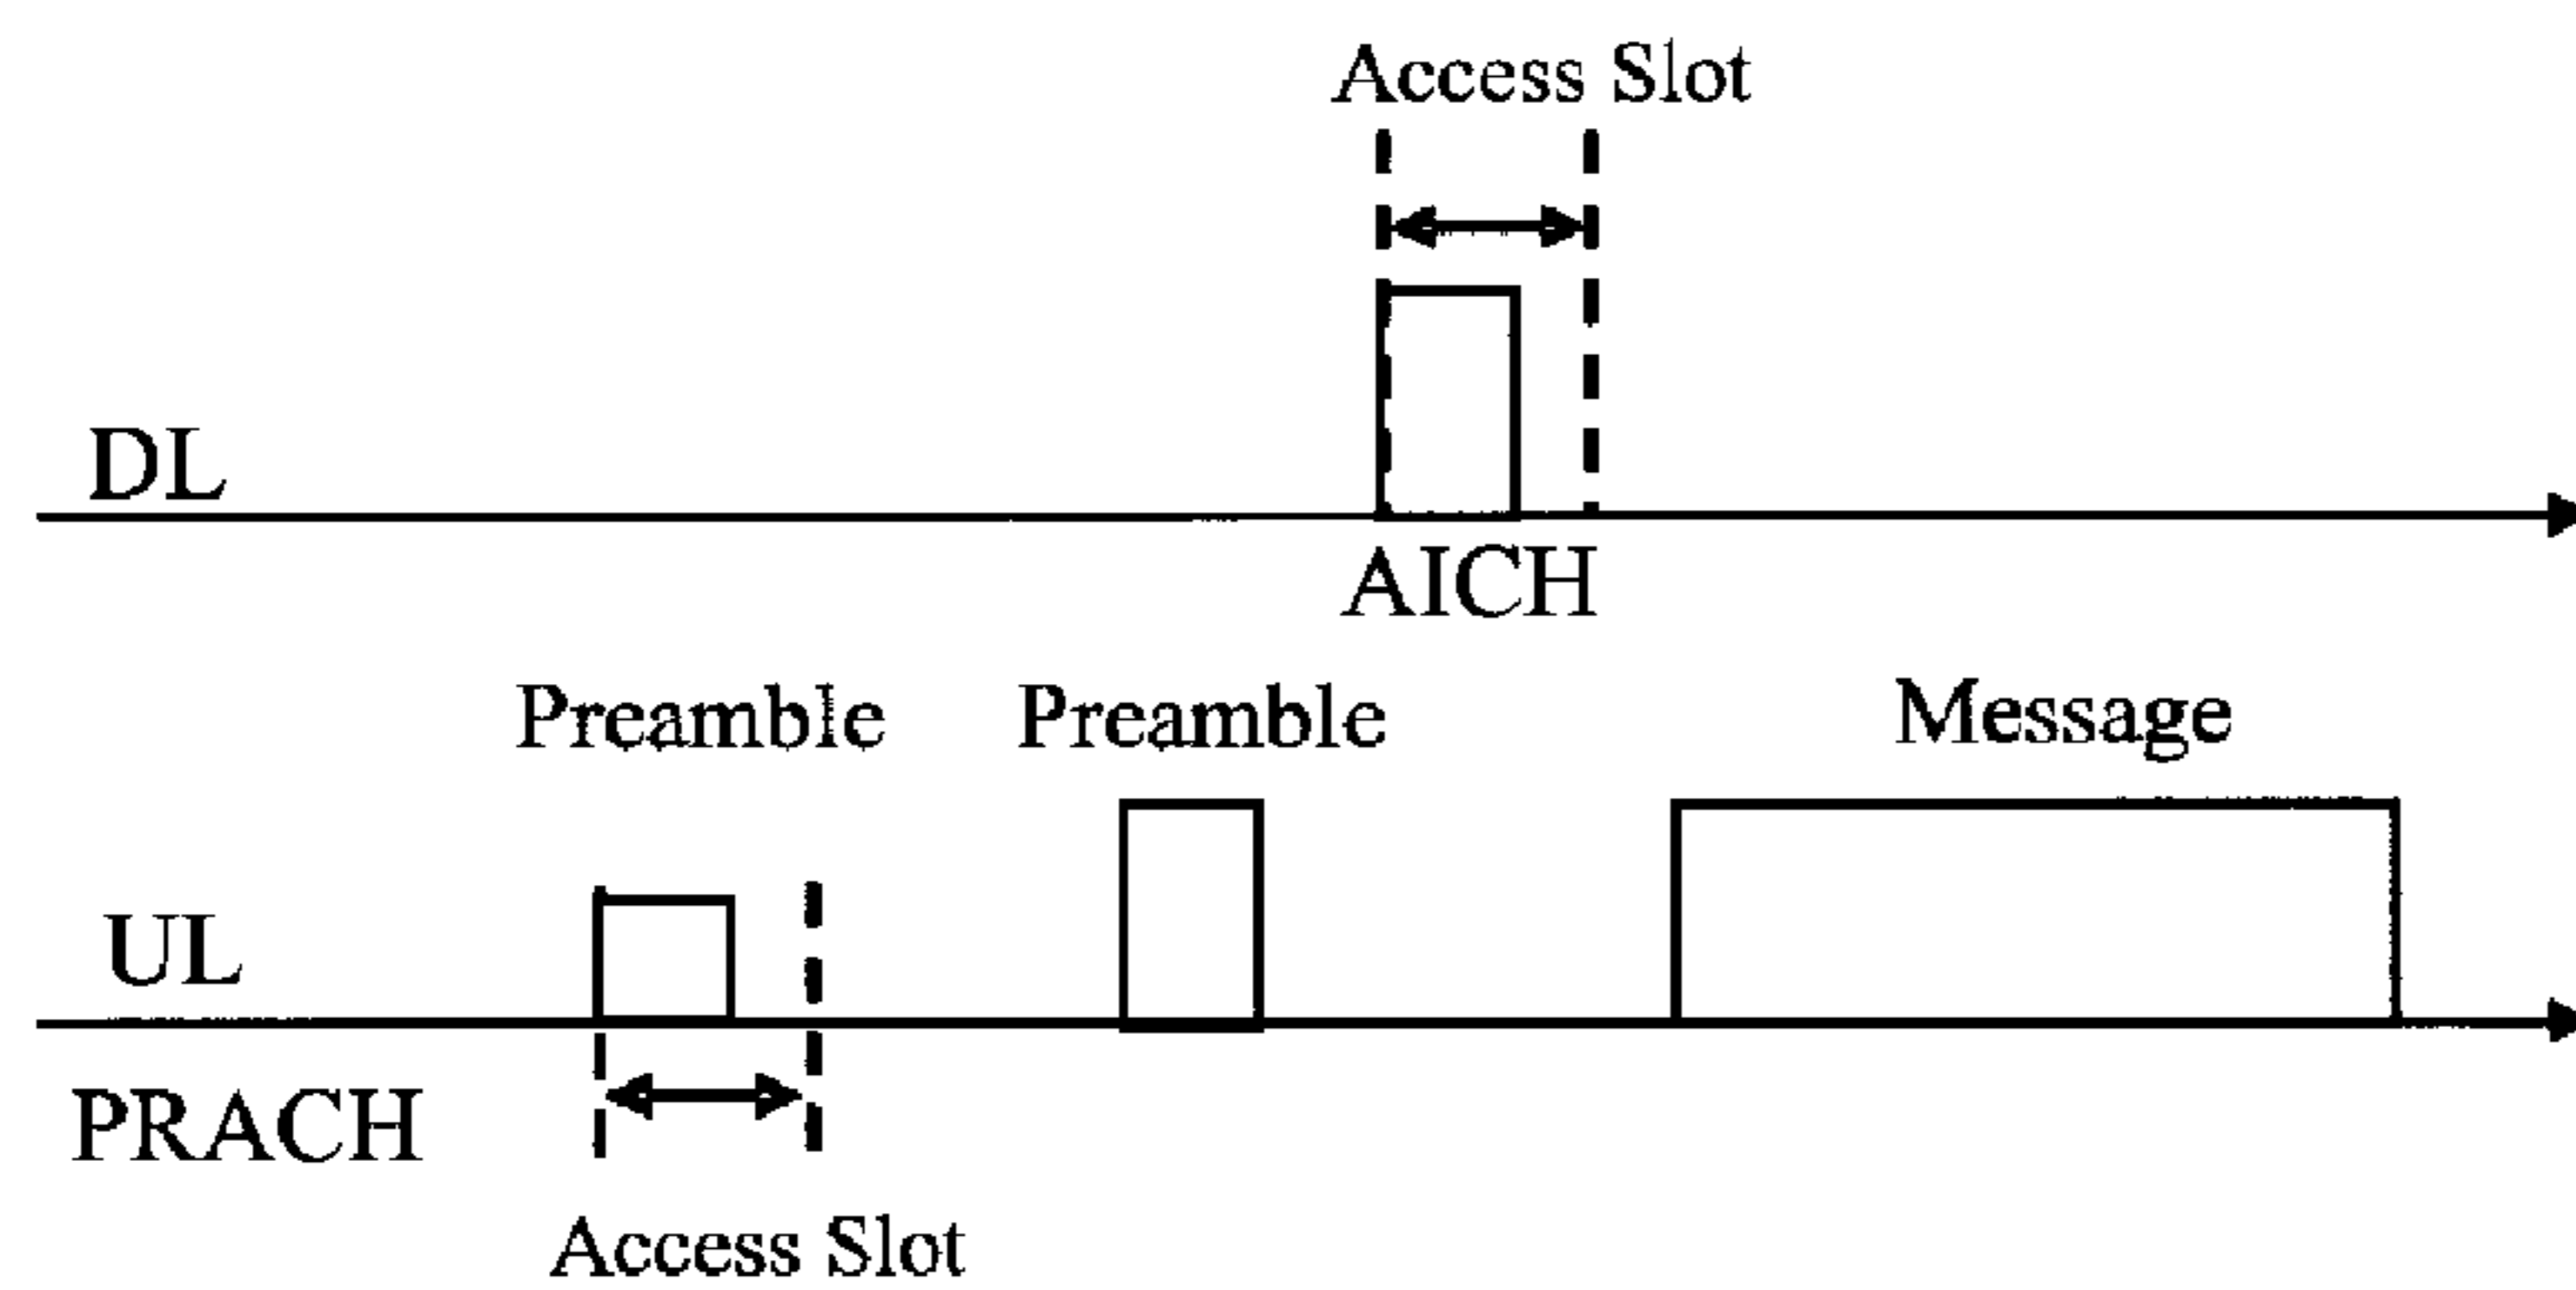 Access Slot
DL
AICH
Preamble Preamble Message
UL
PRACH
Access Slot